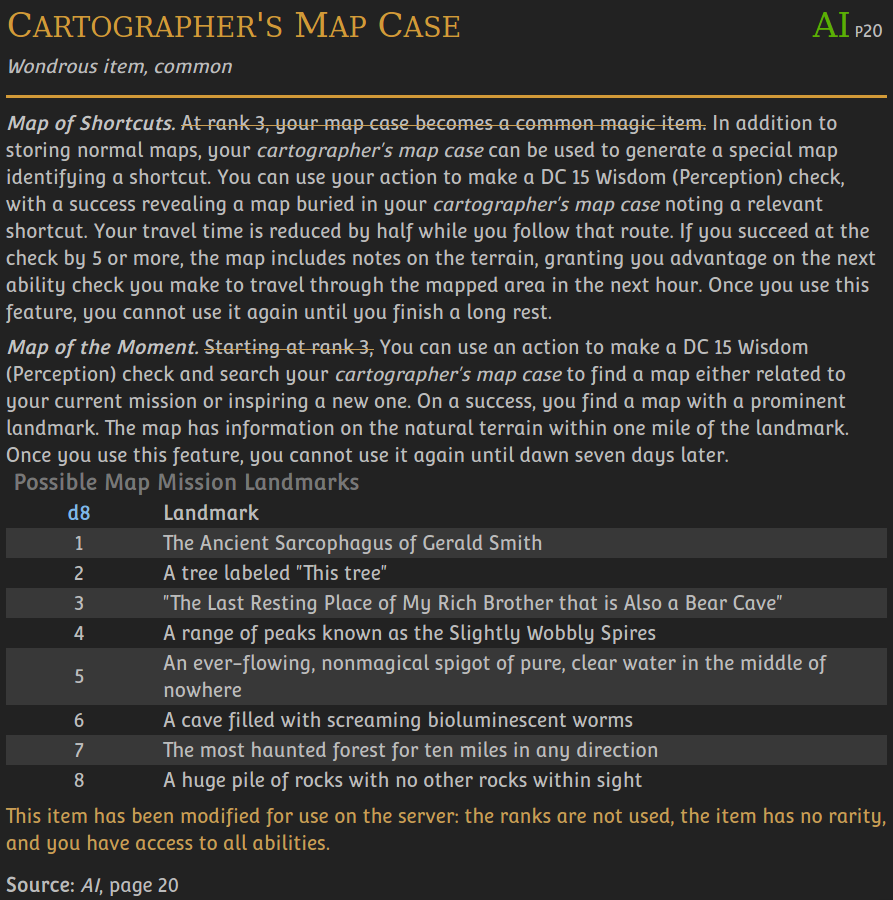 Cartographer's Map Case AI P20
Wondrous item, common
Map of Shortcuts. At rank 3, your map case becomes a common magic item. In addition to
storing normal maps, your cartographer's map case can be used to generate a special map
identifying a shortcut. You can use your action to make a DC 15 Wisdom (Perception) check,
with a success revealing a map buried in your cartographer's map case noting a relevant
shortcut. Your travel time is reduced by half while you follow that route. If you succeed at the
check by 5 or more, the map includes notes on the terrain, granting you advantage on the next
ability check you make to travel through the mapped area in the next hour. Once you use this
feature, you cannot use it again until you finish a long rest.
Map of the Moment. Starting at rank 3, You can use an action to make a DC 15 Wisdom
(Perception) check and search your cartographer's map case to find a map either related to
your current mission or inspiring a new one. On a success, you find a map with a prominent
landmark. The map has information on the natural terrain within one mile of the landmark.
Once you use this feature, you cannot use it again until dawn seven days later.
Possible Map Mission Landmarks
d8 Landmark
1 The Ancient Sarcophagus of Gerald Smith
2 A tree labeled "This tree"
3 "The Last Resting Place of My Rich Brother that is Also a Bear Cave"
4 A range of peaks known as the Slightly Wobbly Spires
5 An ever-flowing, nonmagical spigot of pure, clear water in the middle of
nowhere
6 A cave filled with screaming bioluminescent worms
7 The most haunted forest for ten miles in any direction
8 A huge pile of rocks with no other rocks within sight
This item has been modified for use on the server: the ranks are not used, the item has no rarity,
and you have access to all abilities.
Source: AI, page 20